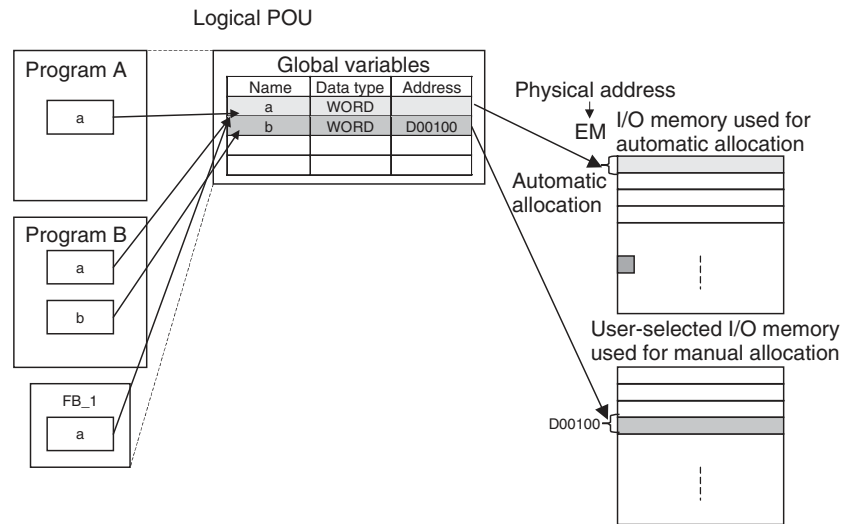 Logical POU
Program A
a
Program B
a
b
FB_1
a
Global variables
Name Data type Address
a WORD
b WORD D00100
Physical address
EM
I/O memory used for
automatic allocation
Automatic
allocation
User-selected I/O memory
used for manual allocation
D00100